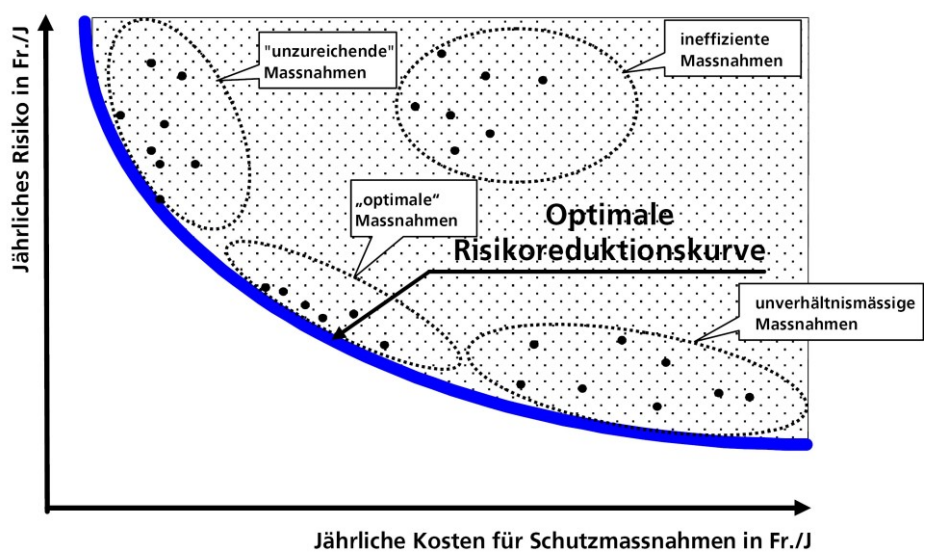 Jährliches Risiko in Fr./J
"unzureichende"
Massnahmen
ineffiziente
Massnahmen
„optimale“
Massnahmen
Optimale
Risikoreduktionskurve
unverhältnismässige
Massnahmen
Jährliche Kosten für Schutzmassnahmen in Fr./J